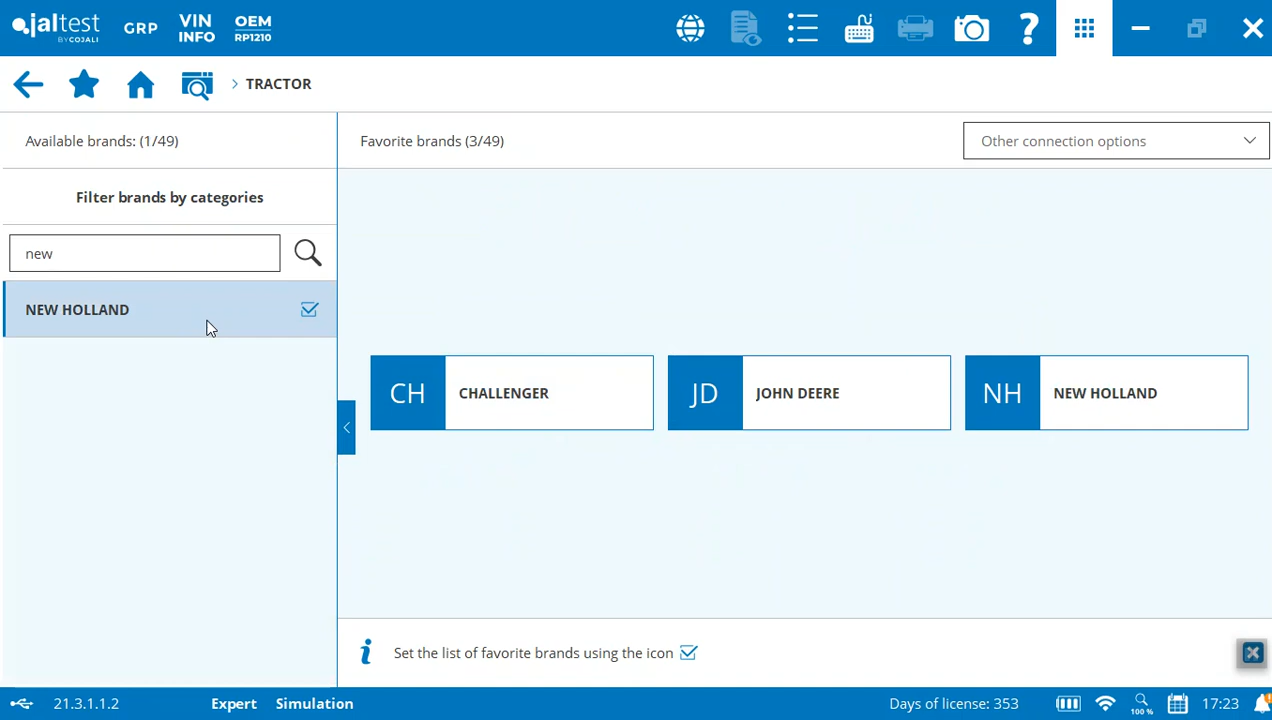 jaltest
BY COJALI
GRP
VIN
INFO
OEM
RP1210
?
> TRACTOR
Available brands: (1/49)
Favorite brands (3/49)
Other connection options
Filter brands by categories
new
NEW HOLLAND
CH CHALLENGER
JD JOHN DEERE
NH NEW HOLLAND
Set the list of favorite brands using the icon
21.3.1.1.2
Expert
Simulation
Days of license: 353
100 %
17:23